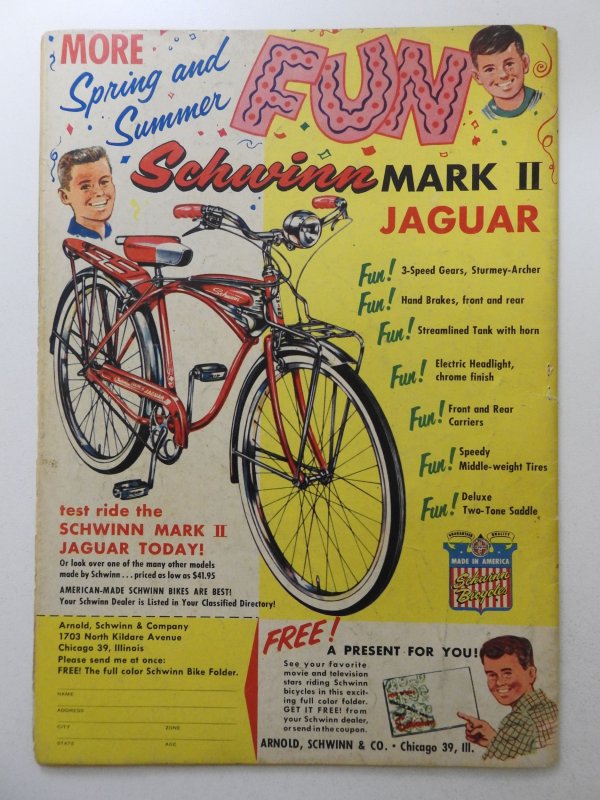 MORE
Spring and
Summer
FUN
Schwinn MARK II
JAGUAR
Fun! 3-Speed Gears, Sturmey-Archer
Fun! Hand Brakes, front and rear
Fun! Streamlined Tank with horn
Fun! Electric Headlight,
chrome finish
Fun! Front and Rear
Carriers
Fun! Speedy
Middle-weight Tires
Fun! Deluxe
Two-Tone Saddle
Schwinn
JAGUAR
test ride the
SCHWINN MARK II
JAGUAR TODAY!
Or look over one of the many other models
made by Schwinn . . . priced as low as $41.95
AMERICAN-MADE SCHWINN BIKES ARE BEST!
Your Schwinn Dealer is Listed in Your Classified Directory!
GUARANTEED QUALITY
MADE IN AMERICA
Schwinn
Bicycles
Arnold, Schwinn & Company
1703 North Kildare Avenue
Chicago 39, Illinois
Please send me at once:
FREE! The full color Schwinn Bike Folder.
NAME
ADDRESS
CITY ZONE
STATE AGE
FREE!
A PRESENT FOR YOU!
See your favorite
movie and television
stars riding Schwinn
bicycles in this excit-
ing full color folder.
GET IT FREE! from
your Schwinn dealer,
or send in the coupon.
ARNOLD, SCHWINN & CO. • Chicago 39, Ill.